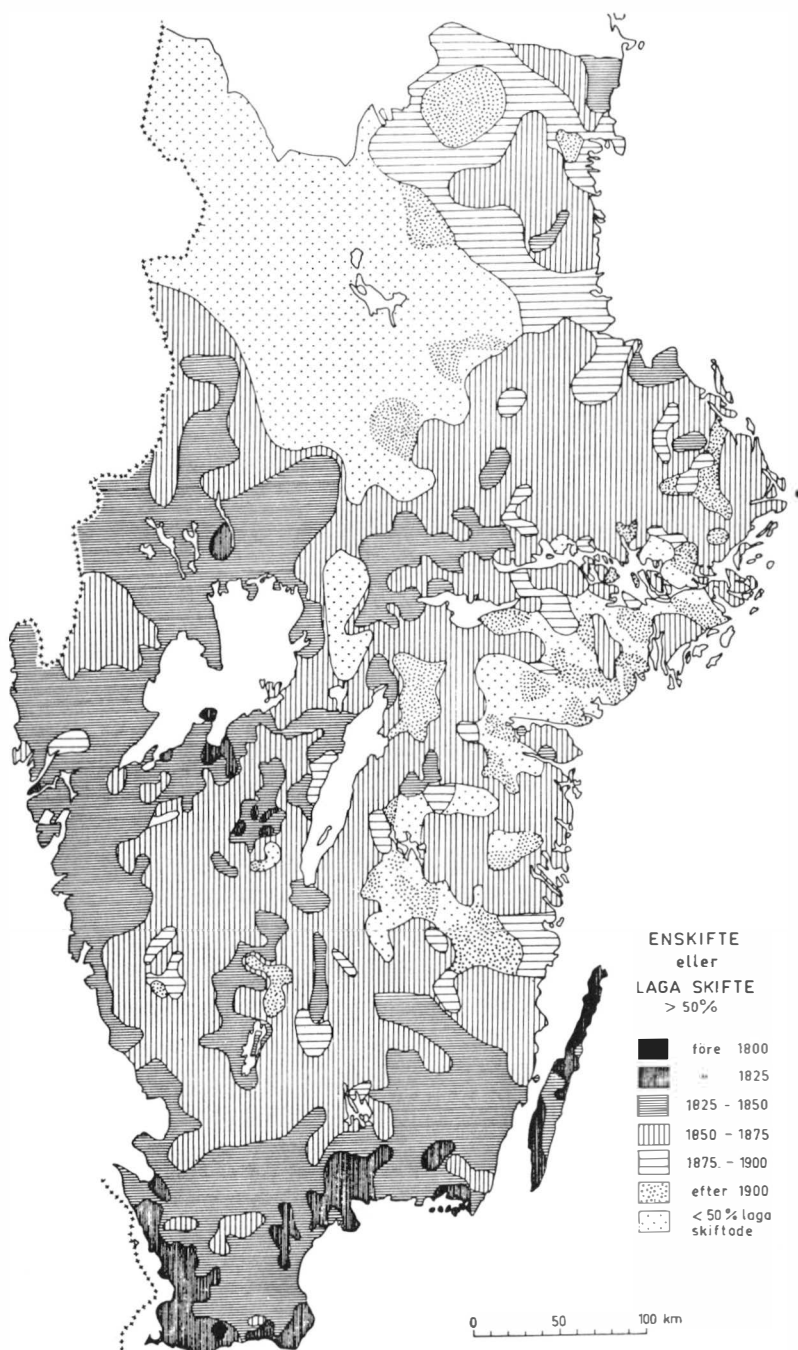 ENSKIFTE
eller
LAGA SKIFTE
> 50%
före 1800
1825
1825 - 1850
1850 - 1875
1875. - 1900
efter 1900
< 50% laga
skiftade
0 50 100 km